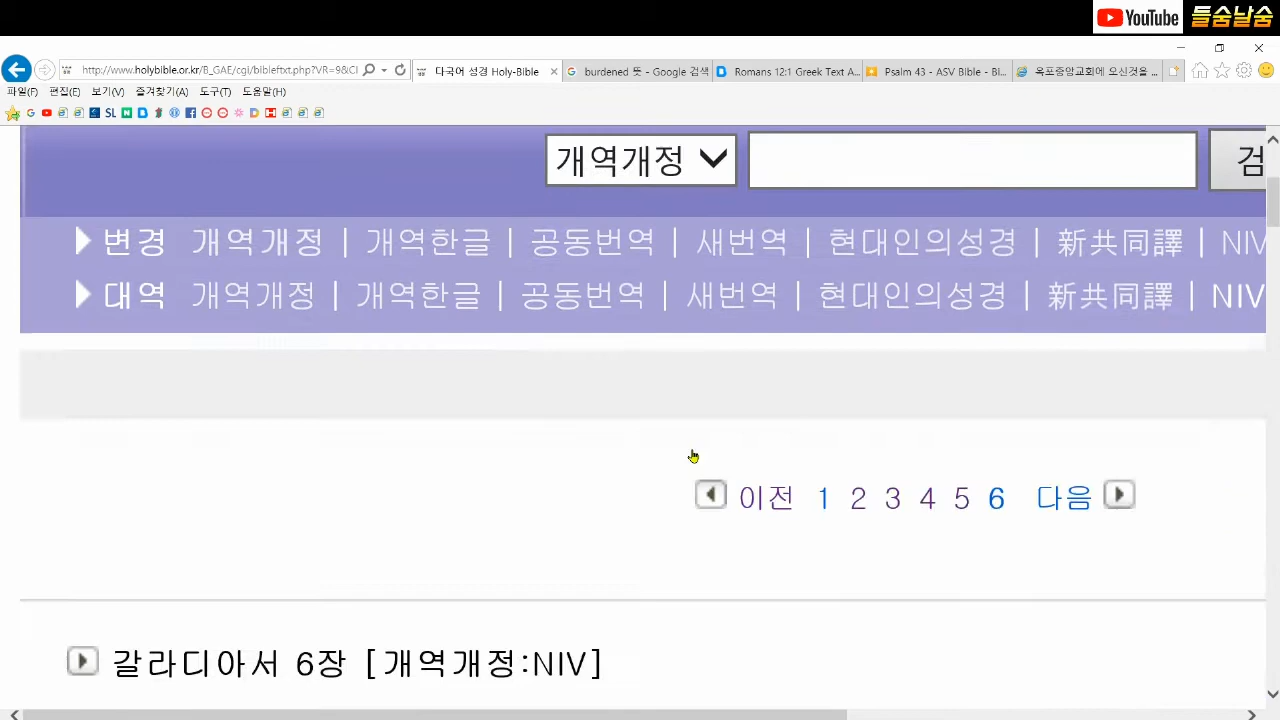 YouTube 들숨날숨
http://www.holybible.or.kr/B_GAE/cgi/bibleftxt.php?VR=9&CI
다국어 성경 Holy-Bible
burdened 뜻 - Google 검색
Romans 12:1 Greek Text A...
Psalm 43 - ASV Bible - Bi...
옥포중앙교회에 오신것을 ...
파일(F) 편집(E) 보기(V) 즐겨찾기(A) 도구(T) 도움말(H)
개역개정 검
변경 개역개정 | 개역한글 | 공동번역 | 새번역 | 현대인의성경 | 新共同譯 | NIV
대역 개역개정 | 개역한글 | 공동번역 | 새번역 | 현대인의성경 | 新共同譯 | NIV
이전 1 2 3 4 5 6 다음
갈라디아서 6장 [개역개정:NIV]